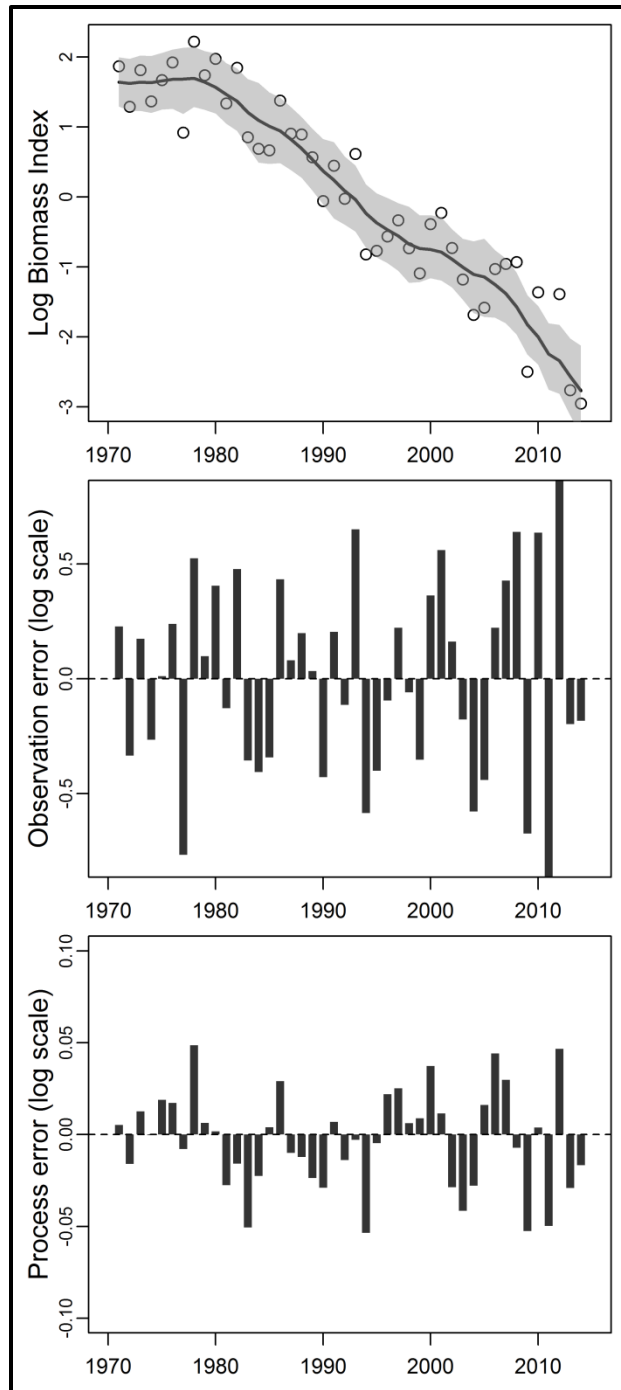 Log Biomass Index
2
1
0
-1
-2
-3
1970 1980 1990 2000 2010
Observation error (log scale)
0.5
0.0
-0.5
1970 1980 1990 2000 2010
Process error (log scale)
0.10
0.05
0.00
-0.05
-0.10
1970 1980 1990 2000 2010